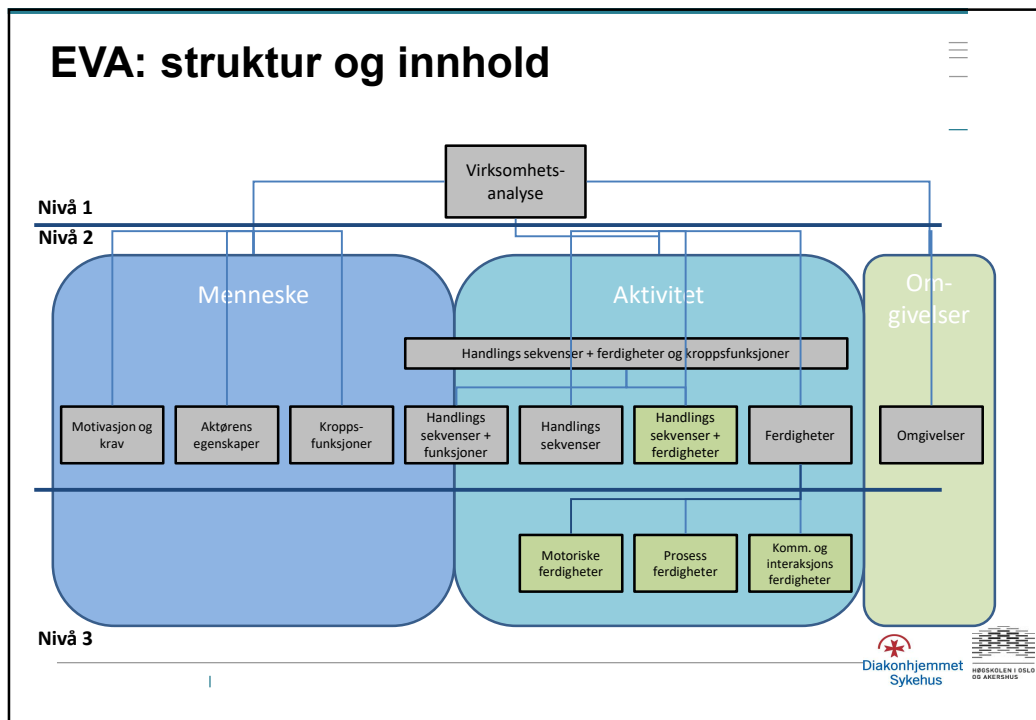 EVA: struktur og innhold
Virksomhets-
analyse
Nivå 1
Nivå 2
Menneske
Aktivitet
Om-
givelser
Handlings sekvenser + ferdigheter og kroppsfunksjoner
Motivasjon og
krav
Aktørens
egenskaper
Kropps-
funksjoner
Handlings
sekvenser +
funksjoner
Handlings
sekvenser
Handlings
sekvenser +
ferdigheter
Ferdigheter
Omgivelser
Motoriske
ferdigheter
Prosess
ferdigheter
Komm. og
interaksjons
ferdigheter
Nivå 3
Diakonhjemmet
Sykehus
HØGSKOLEN I OSLO
OG AKERSHUS